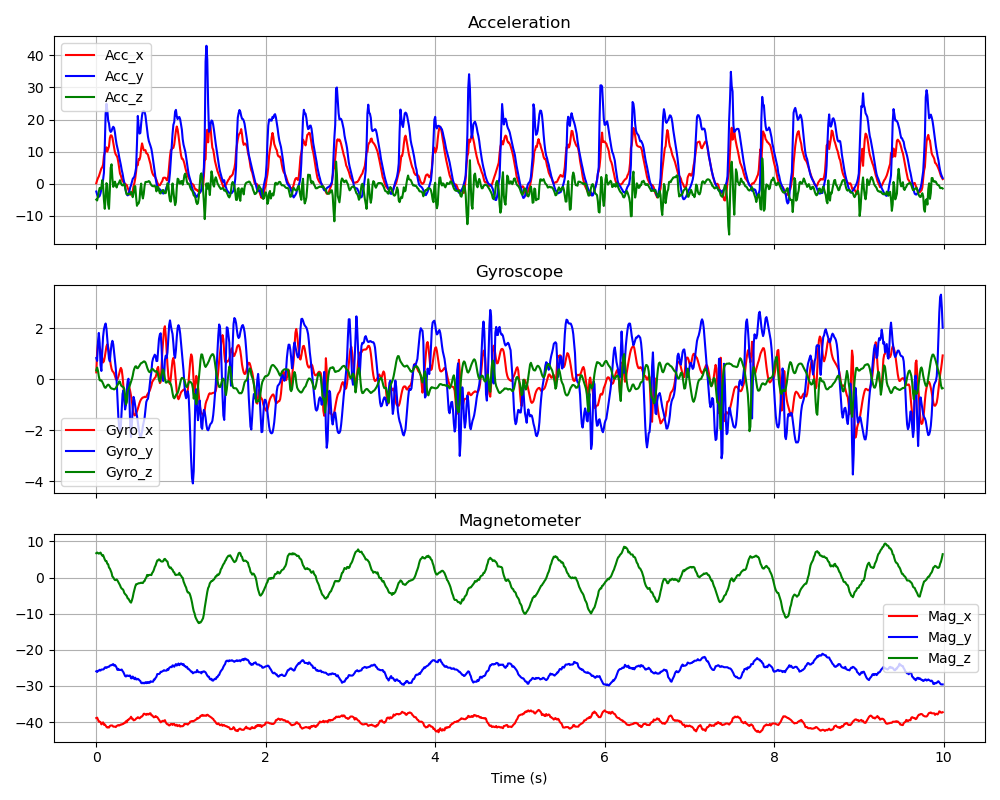 Acceleration
Acc_x
Acc_y
Acc_z
40
30
20
10
0
−10
Gyroscope
2
0
−2
−4
Gyro_x
Gyro_y
Gyro_z
Magnetometer
10
0
−10
−20
−30
−40
Mag_x
Mag_y
Mag_z
0 2 4 6 8 10
Time (s)